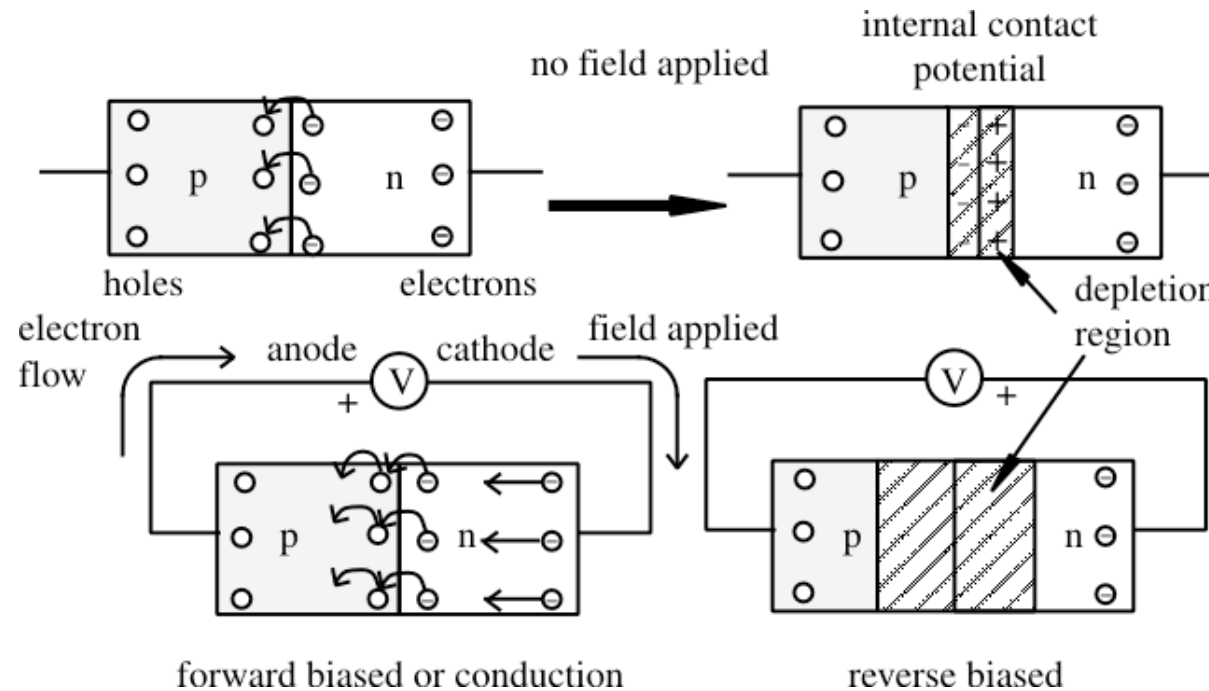 internal contact
potential
no field applied
p
n
p
n
- + 
- +
- +
- +
holes
electrons
depletion
region
electron
flow
anode
cathode
field applied
V
+
V
+
p
n
p
n
forward biased or conduction
reverse biased